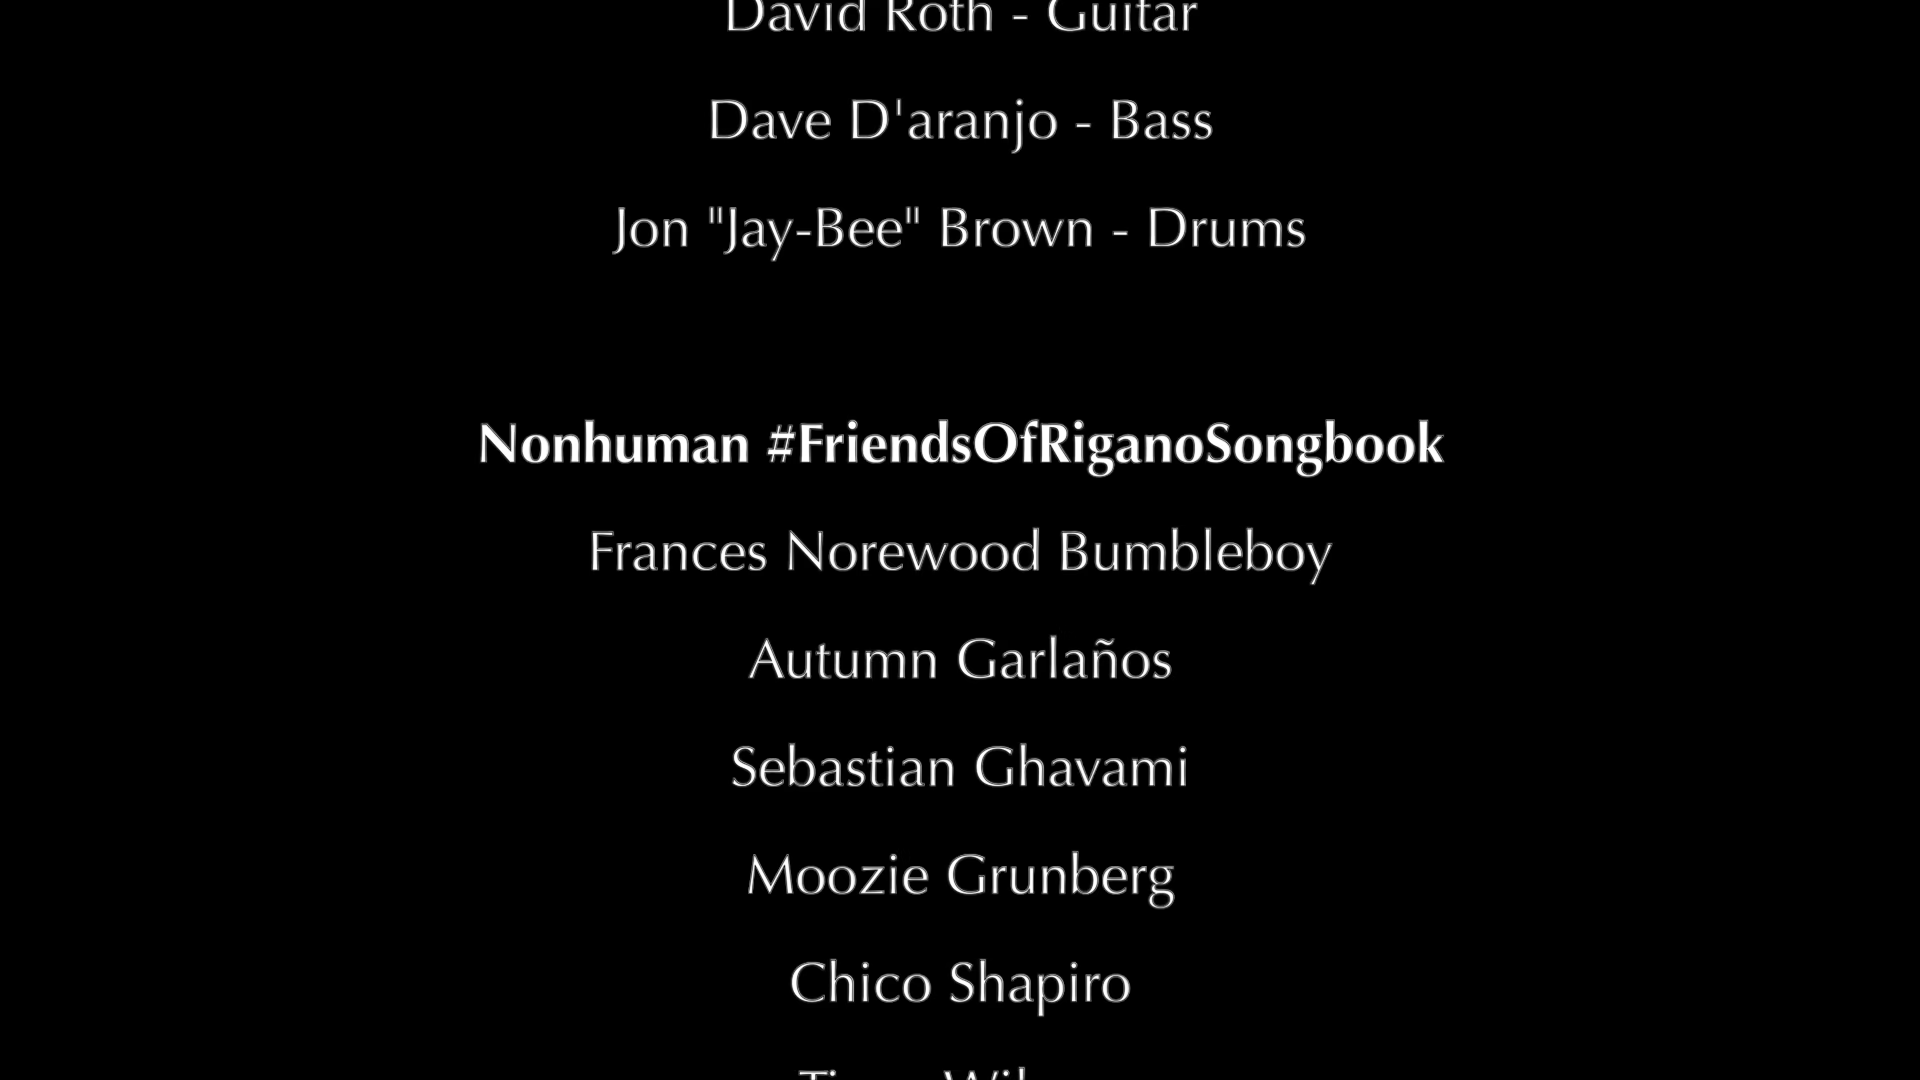 David Roth - Guitar
Dave D'aranjo - Bass
Jon "Jay-Bee" Brown - Drums
Nonhuman #FriendsOfRiganoSongbook
Frances Norewood Bumbleboy
Autumn Garlaños
Sebastian Ghavami
Moozie Grunberg
Chico Shapiro